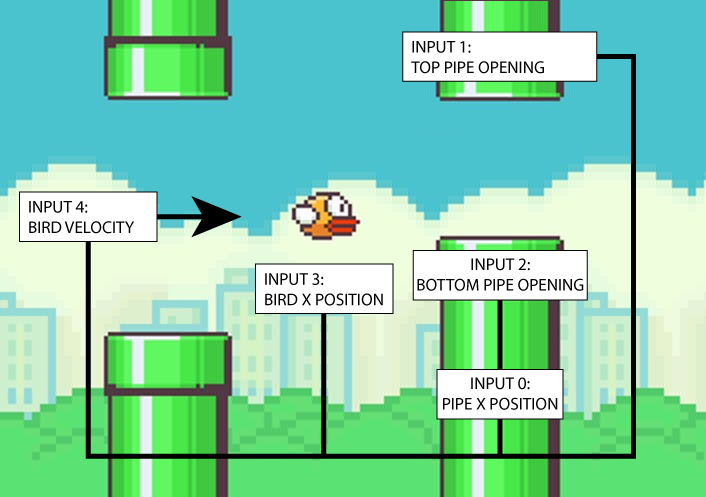 INPUT 1:
TOP PIPE OPENING
INPUT 4:
BIRD VELOCITY
INPUT 3:
BIRD X POSITION
INPUT 2:
BOTTOM PIPE OPENING
INPUT 0:
PIPE X POSITION